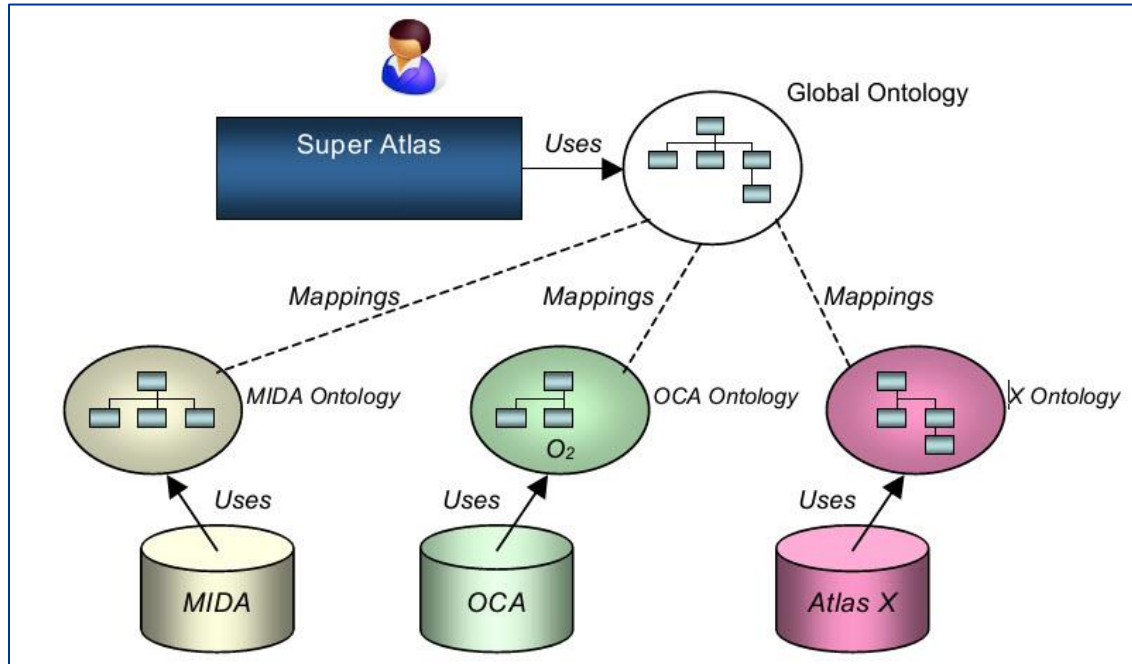 Global Ontology
Super Atlas
Uses
Mappings
Mappings
Mappings
MIDA Ontology
OCA Ontology
X Ontology
O2
Uses
Uses
Uses
MIDA
OCA
Atlas X